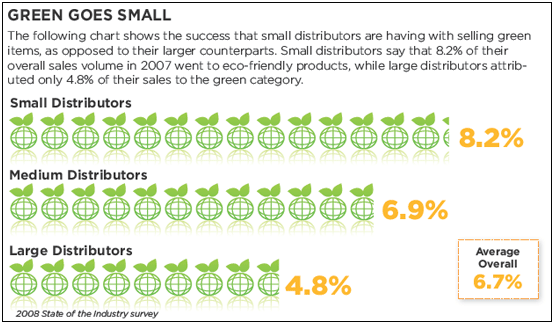 GREEN GOES SMALL
The following chart shows the success that small distributors are having with selling green
items, as opposed to their larger counterparts. Small distributors say that 8.2% of their
overall sales volume in 2007 went to eco-friendly products, while large distributors attrib-
uted only 4.8% of their sales to the green category.
Small Distributors
8.2%
Medium Distributors
6.9%
Large Distributors
4.8%
Average
Overall
6.7%
2008 State of the Industry survey